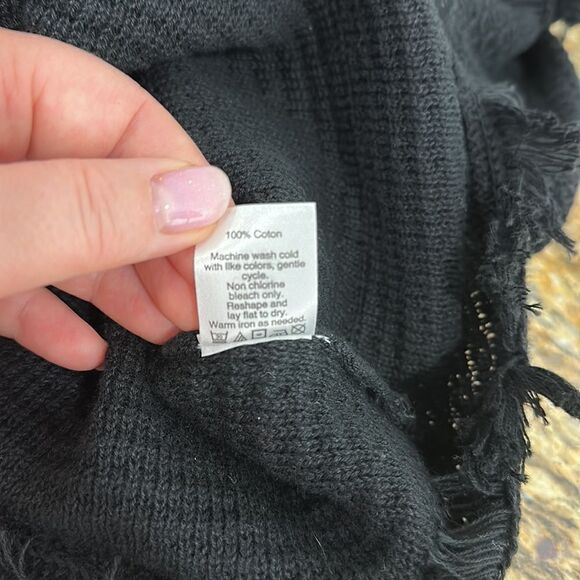 100% Coton
Machine wash cold
with like colors, gentle
cycle.
Non chlorine
bleach only.
Reshape and
lay flat to dry.
Warm iron as needed.